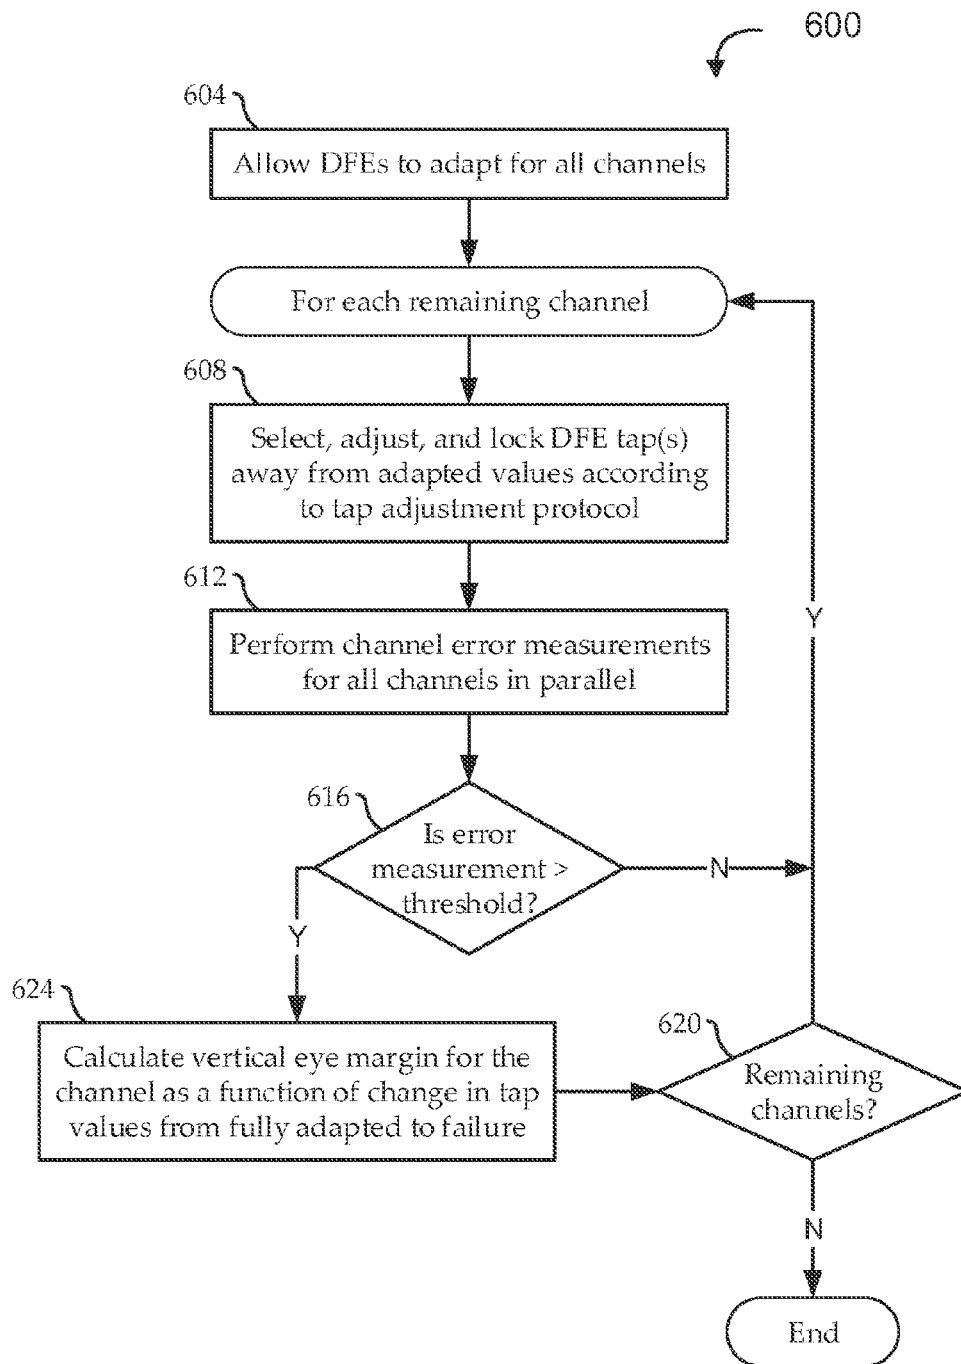 600
604
Allow DFEs to adapt for all channels
For each remaining channel
608
Select, adjust, and lock DFE tap(s)
away from adapted values according
to tap adjustment protocol
612
Perform channel error measurements
for all channels in parallel
616
Is error
measurement >
threshold?
N
Y
Y
624
Calculate vertical eye margin for the
channel as a function of change in tap
values from fully adapted to failure
620
Remaining
channels?
N
End